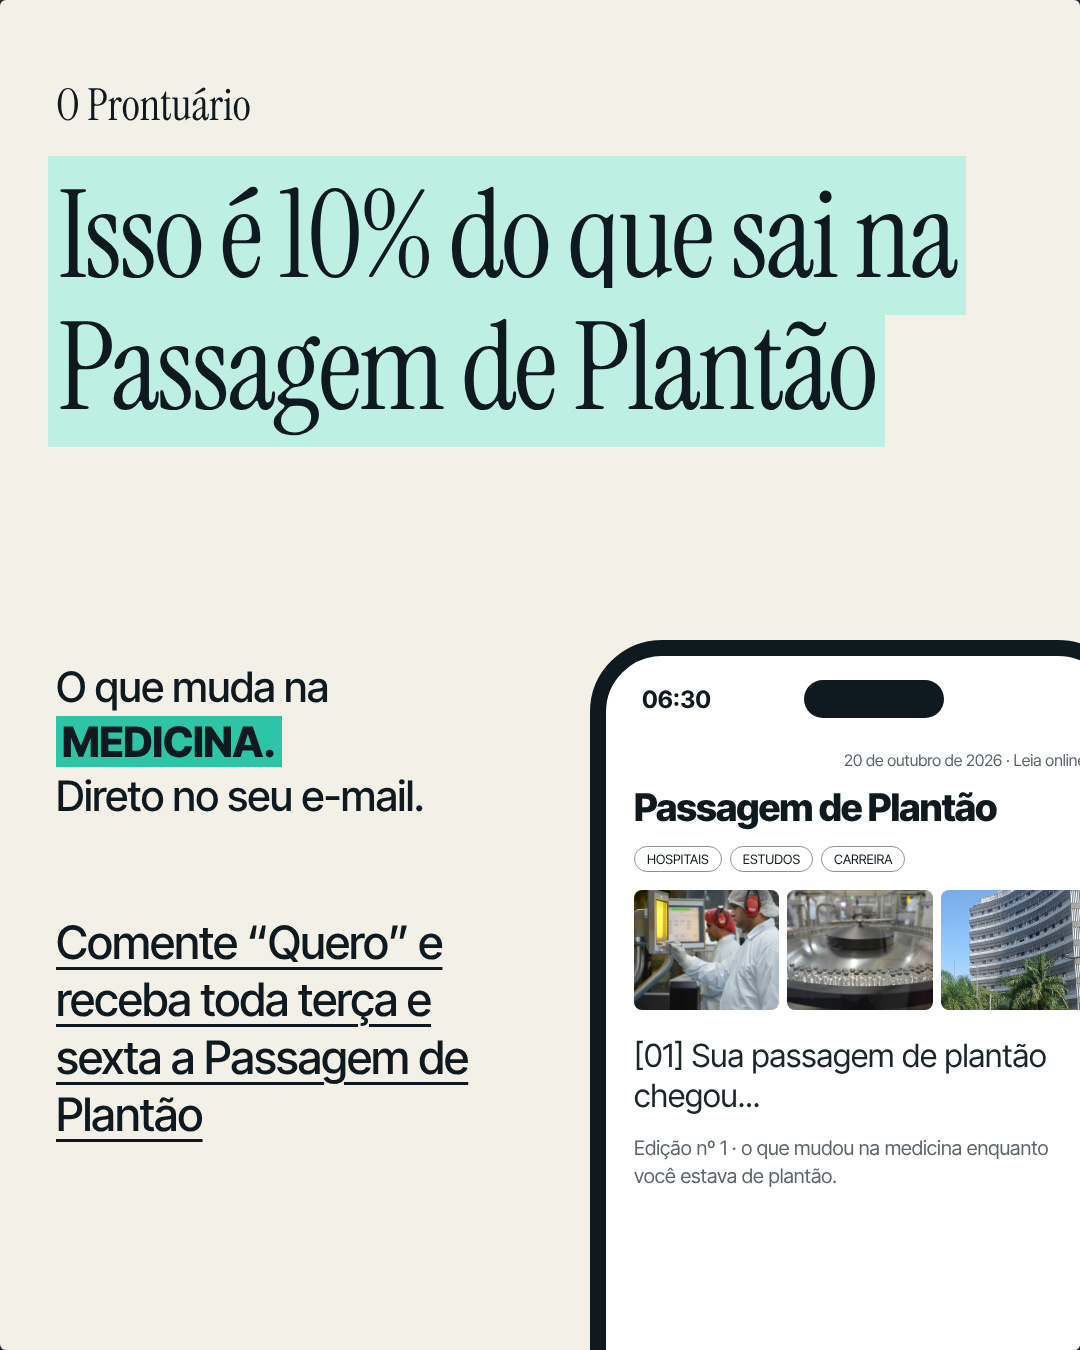 O Prontuário
Isso é 10% do que sai na
Passagem de Plantão
O que muda na
MEDICINA.
Direto no seu e-mail.
Comente “Quero” e
receba toda terça e
sexta a Passagem de
Plantão
06:30
20 de outubro de 2026 · Leia online
Passagem de Plantão
HOSPITAIS ESTUDOS CARREIRA
[01] Sua passagem de plantão
chegou...
Edição nº 1 · o que mudou na medicina enquanto
você estava de plantão.